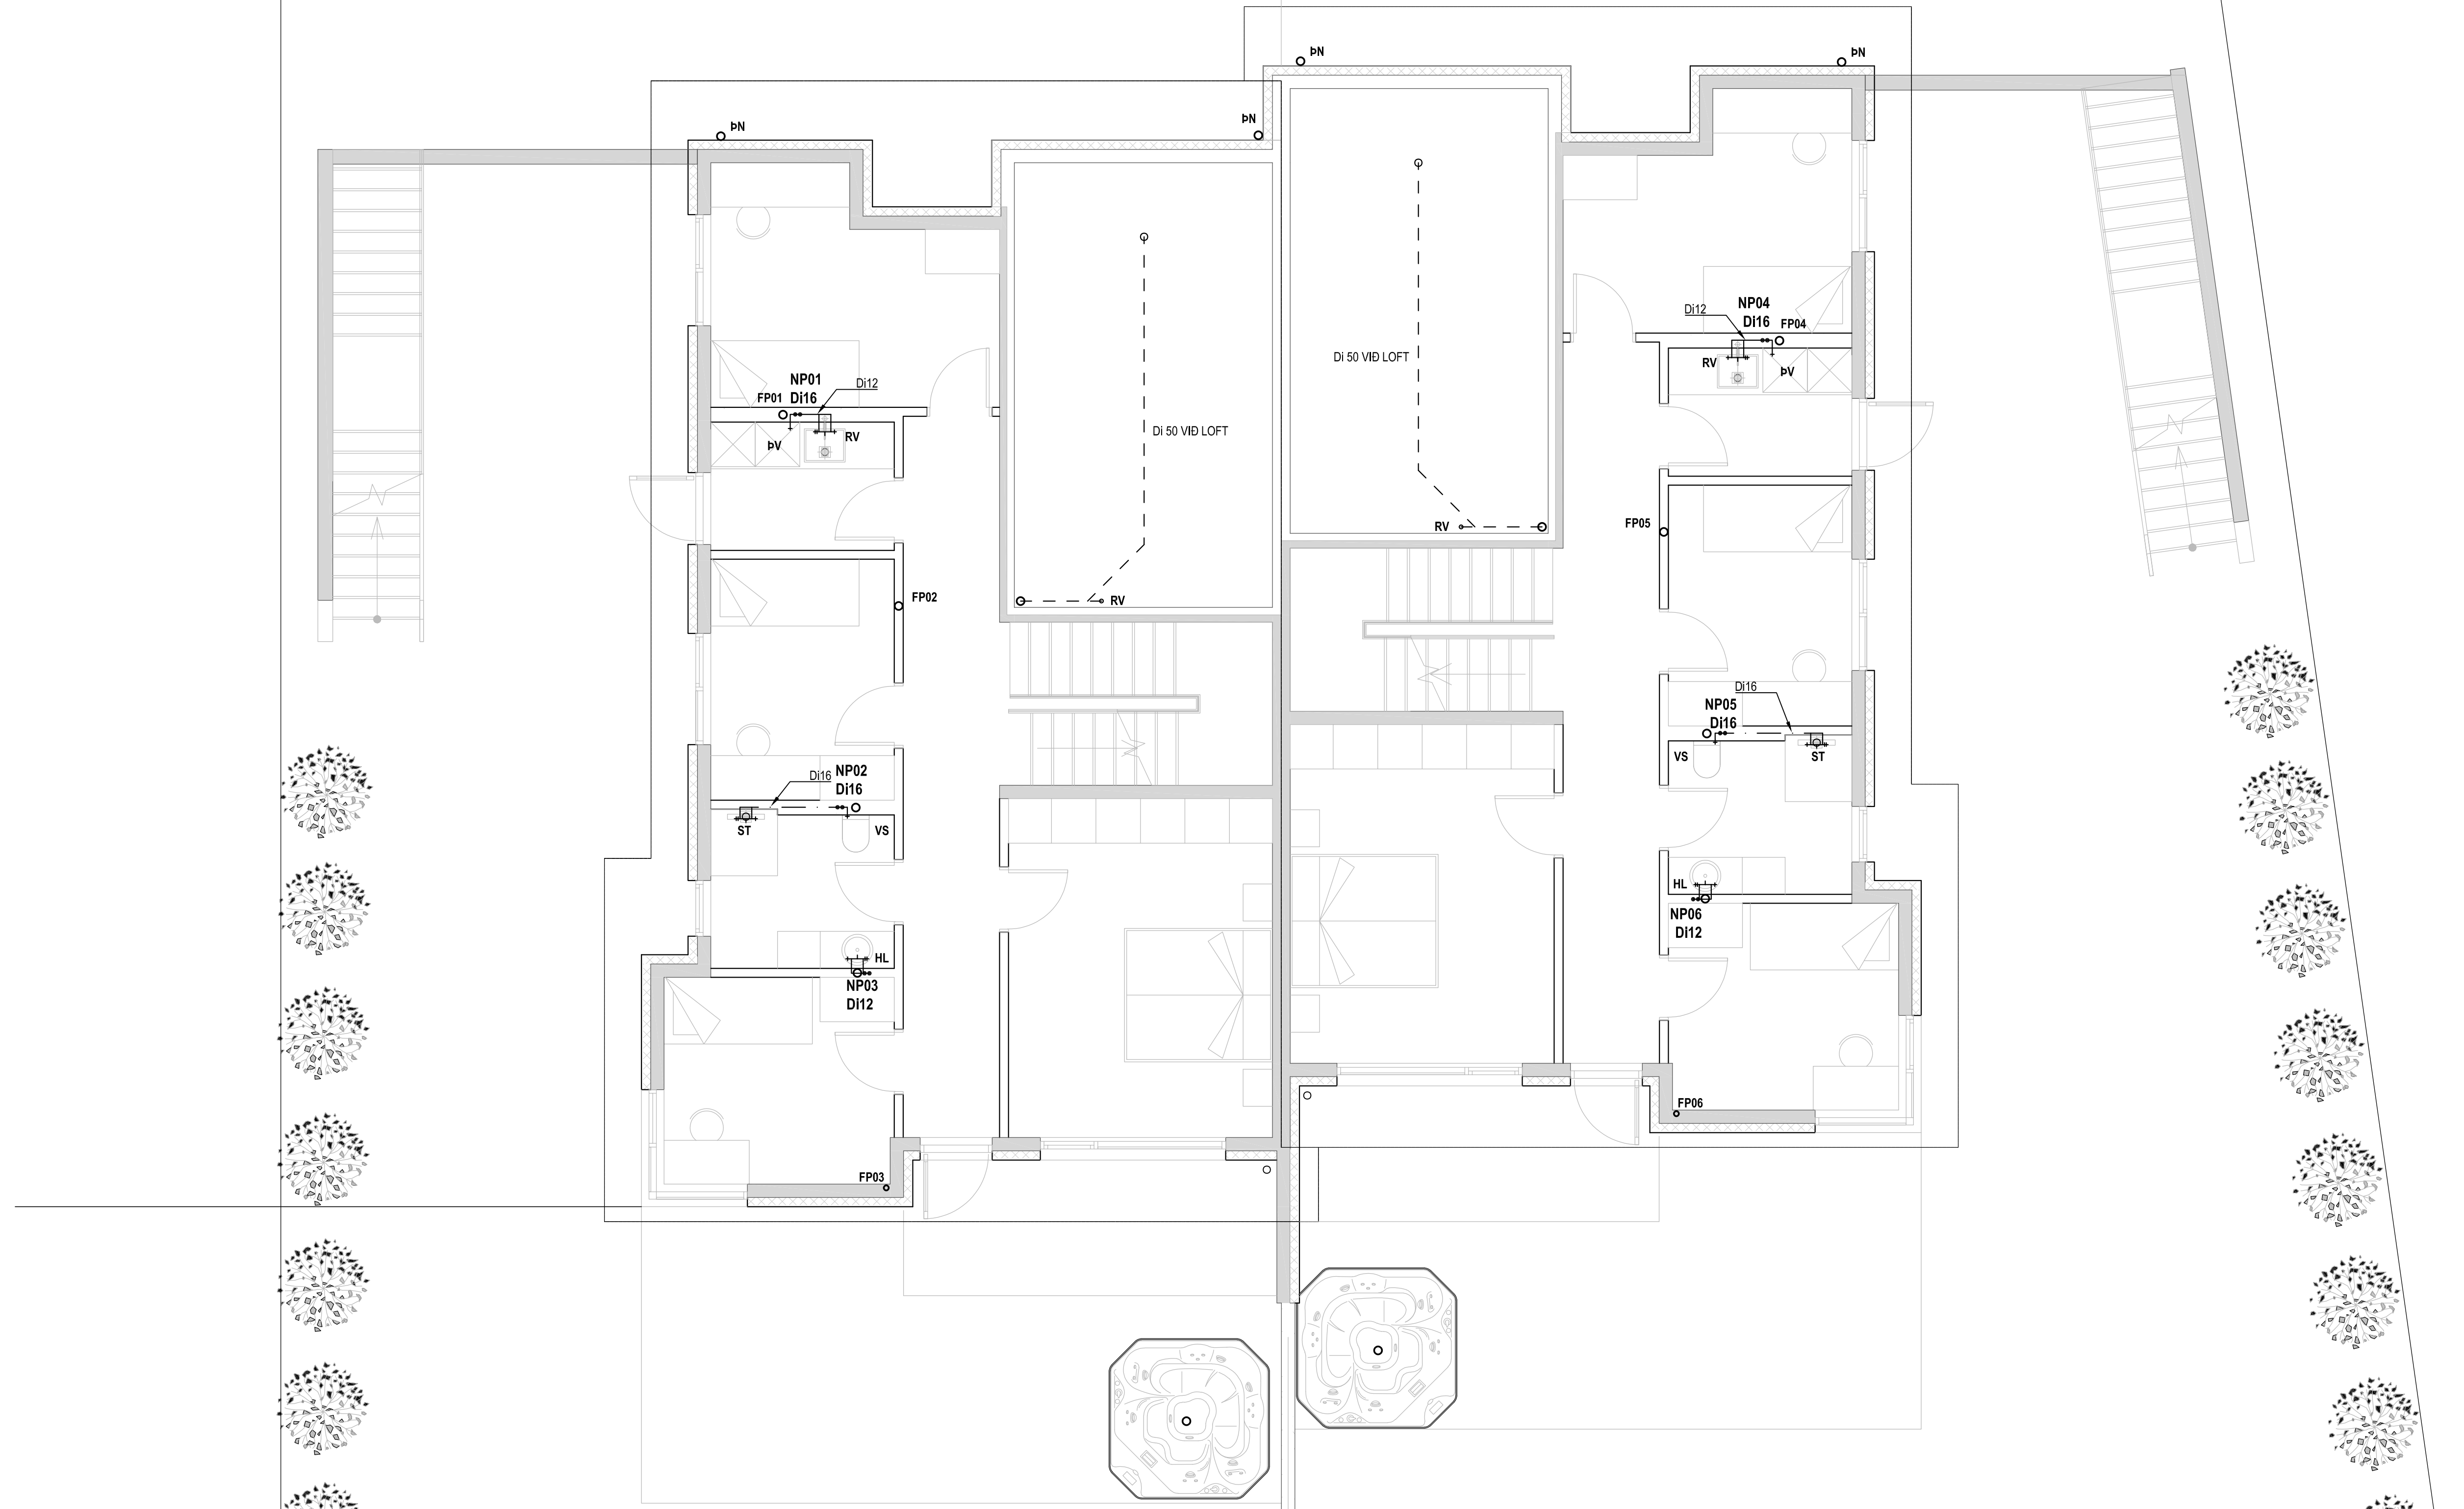 ÞN
ÞN
ÞN
ÞN
NP04
Di12
Di16
FP04
RV
ÞV
Di 50 VIÐ LOFT
NP01
Di12
FP01
Di16
RV
ÞV
Di 50 VIÐ LOFT
FP05
RV
FP02
RV
Di16
NP05
Di16
VS
ST
NP02
Di16
Di16
ST
VS
HL
NP06
Di12
HL
NP03
Di12
FP06
FP03